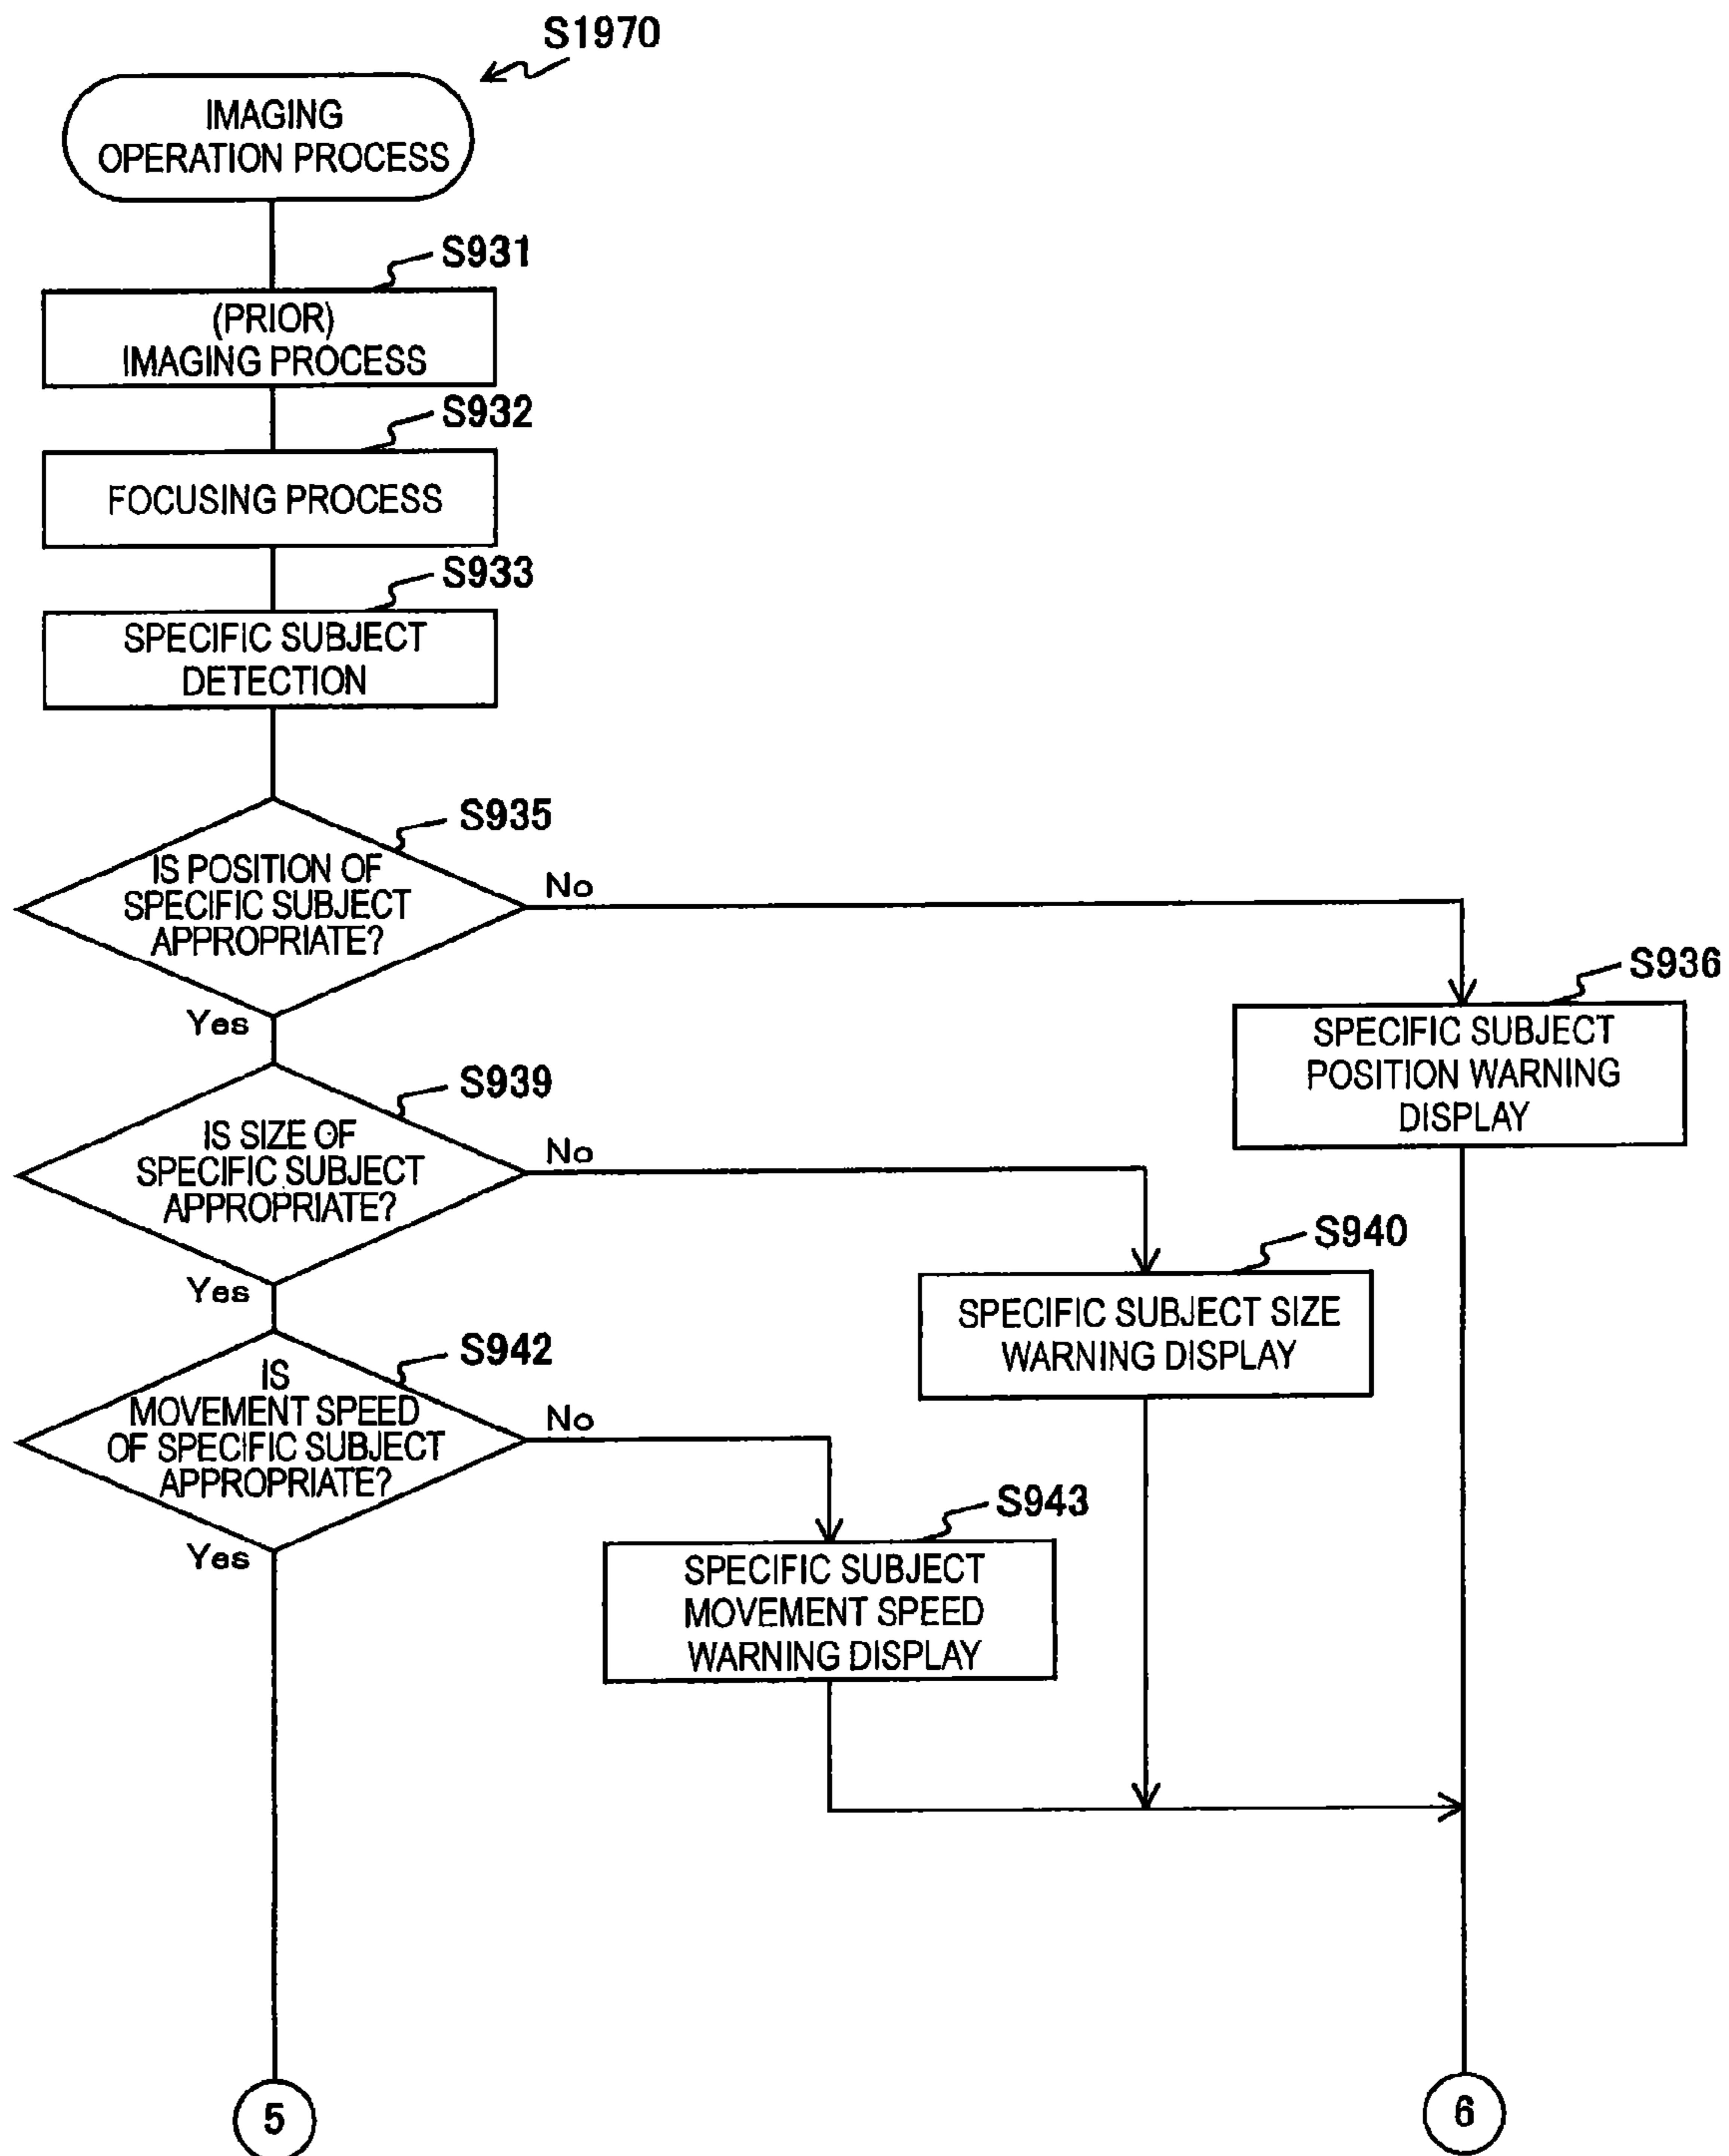 S1970
IMAGING
OPERATION PROCESS
S931
(PRIOR)
IMAGING PROCESS
S932
FOCUSING PROCESS
S933
SPECIFIC SUBJECT
DETECTION
S935
IS POSITION OF
SPECIFIC SUBJECT
APPROPRIATE?
No
Yes
S936
SPECIFIC SUBJECT
POSITION WARNING
DISPLAY
S939
IS SIZE OF
SPECIFIC SUBJECT
APPROPRIATE?
No
Yes
S940
SPECIFIC SUBJECT SIZE
WARNING DISPLAY
S942
IS
MOVEMENT SPEED
OF SPECIFIC SUBJECT
APPROPRIATE?
No
Yes
S943
SPECIFIC SUBJECT
MOVEMENT SPEED
WARNING DISPLAY
5
6